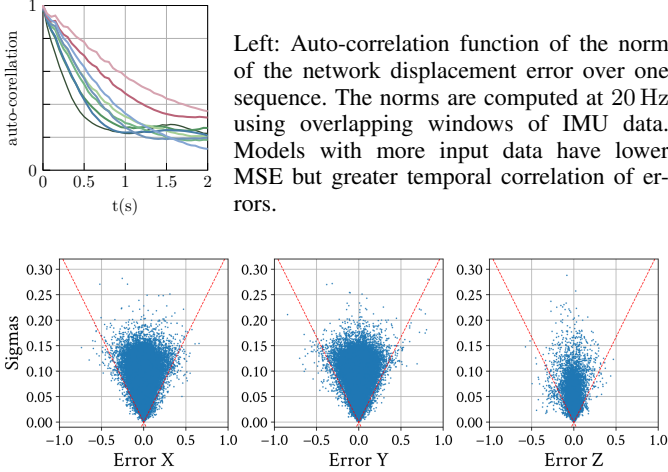 1
auto-corellation
0
0
0.5
1
1.5
2
t(s)
Left: Auto-correlation function of the norm
of the network displacement error over one
sequence. The norms are computed at 20 Hz
using overlapping windows of IMU data.
Models with more input data have lower
MSE but greater temporal correlation of er-
rors.
Sigmas
0.30
0.25
0.20
0.15
0.10
0.05
0.00
−1.0 −0.5 0.0 0.5 1.0
Error X
0.30
0.25
0.20
0.15
0.10
0.05
0.00
−1.0 −0.5 0.0 0.5 1.0
Error Y
0.30
0.25
0.20
0.15
0.10
0.05
0.00
−1.0 −0.5 0.0 0.5 1.0
Error Z